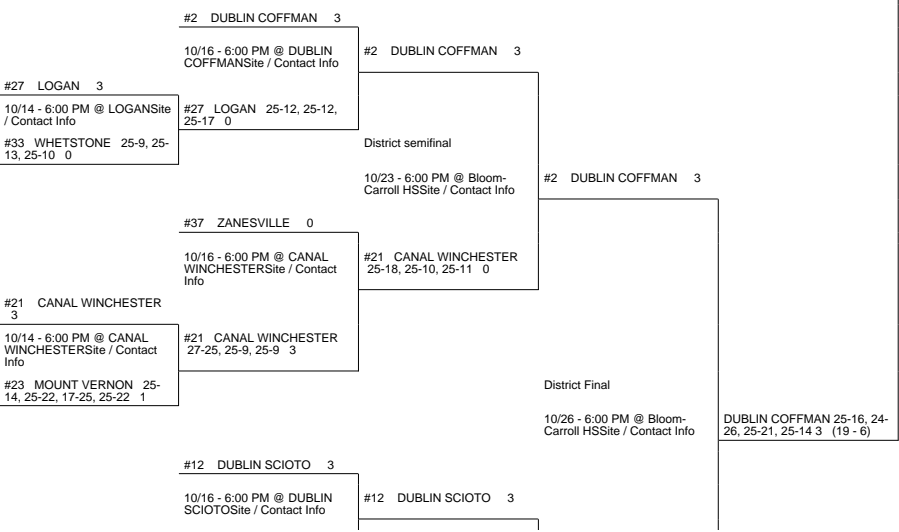 #2 DUBLIN COFFMAN 3
10/16 - 6:00 PM @ DUBLIN
COFFMANSite / Contact Info
#2 DUBLIN COFFMAN 3
#27 LOGAN 3
10/14 - 6:00 PM @ LOGANSite
/ Contact Info
#27 LOGAN 25-12, 25-12,
25-17 0
#33 WHETSTONE 25-9, 25-
13, 25-10 0
District semifinal
10/23 - 6:00 PM @ Bloom-
Carroll HSSite / Contact Info
#2 DUBLIN COFFMAN 3
#37 ZANESVILLE 0
10/16 - 6:00 PM @ CANAL
WINCHESTERSite / Contact
Info
#21 CANAL WINCHESTER
25-18, 25-10, 25-11 0
#21 CANAL WINCHESTER
3
10/14 - 6:00 PM @ CANAL
WINCHESTERSite / Contact
Info
#21 CANAL WINCHESTER
27-25, 25-9, 25-9 3
#23 MOUNT VERNON 25-
14, 25-22, 17-25, 25-22 1
District Final
10/26 - 6:00 PM @ Bloom-
Carroll HSSite / Contact Info
DUBLIN COFFMAN 25-16, 24-
26, 25-21, 25-14 3 (19 - 6)
#12 DUBLIN SCIOTO 3
10/16 - 6:00 PM @ DUBLIN
SCIOTOSite / Contact Info
#12 DUBLIN SCIOTO 3